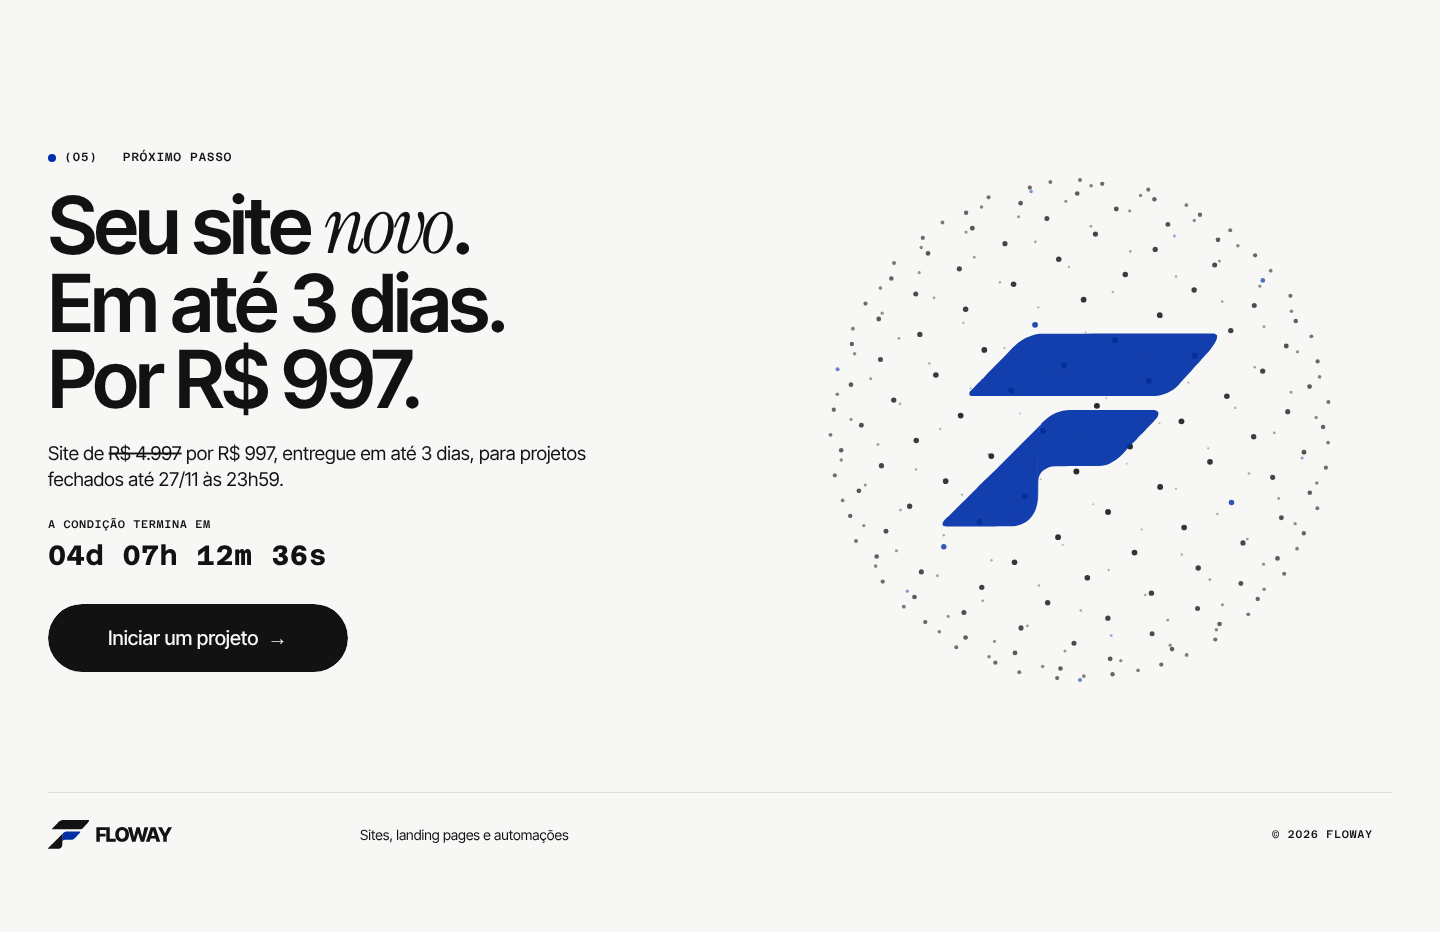 (05) PRÓXIMO PASSO
Seu site novo.
Em até 3 dias.
Por R$ 997.
Site de R$ 4.997 por R$ 997, entregue em até 3 dias, para projetos
fechados até 27/11 às 23h59.
A CONDIÇÃO TERMINA EM
04d 07h 12m 36s
Iniciar um projeto →
FLOWAY
Sites, landing pages e automações
© 2026 FLOWAY